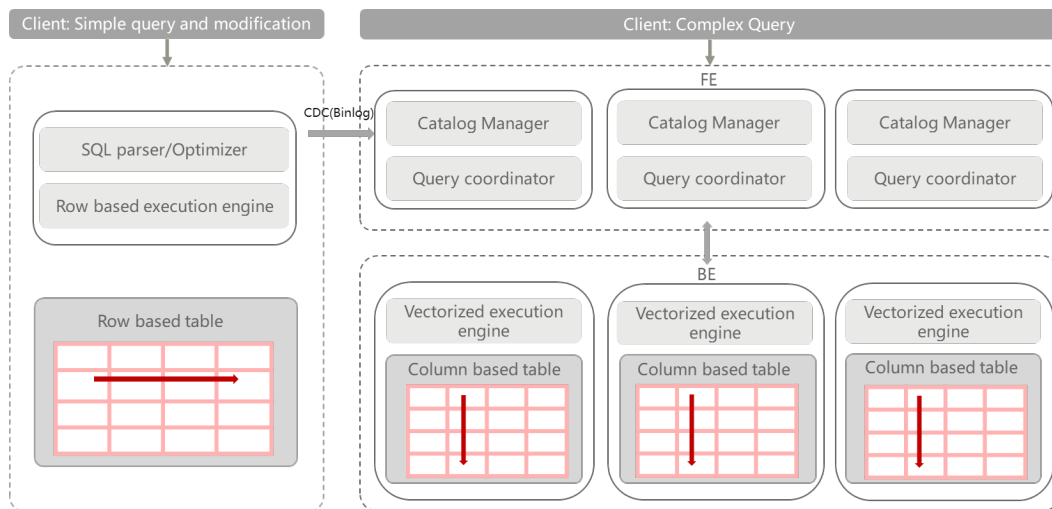 Client: Simple query and modification
Client: Complex Query
FE
CDC(Binlog)
SQL parser/Optimizer
Row based execution engine
Catalog Manager
Query coordinator
Catalog Manager
Query coordinator
Catalog Manager
Query coordinator
Row based table
BE
Vectorized execution
engine
Column based table
Vectorized execution
engine
Column based table
Vectorized execution
engine
Column based table